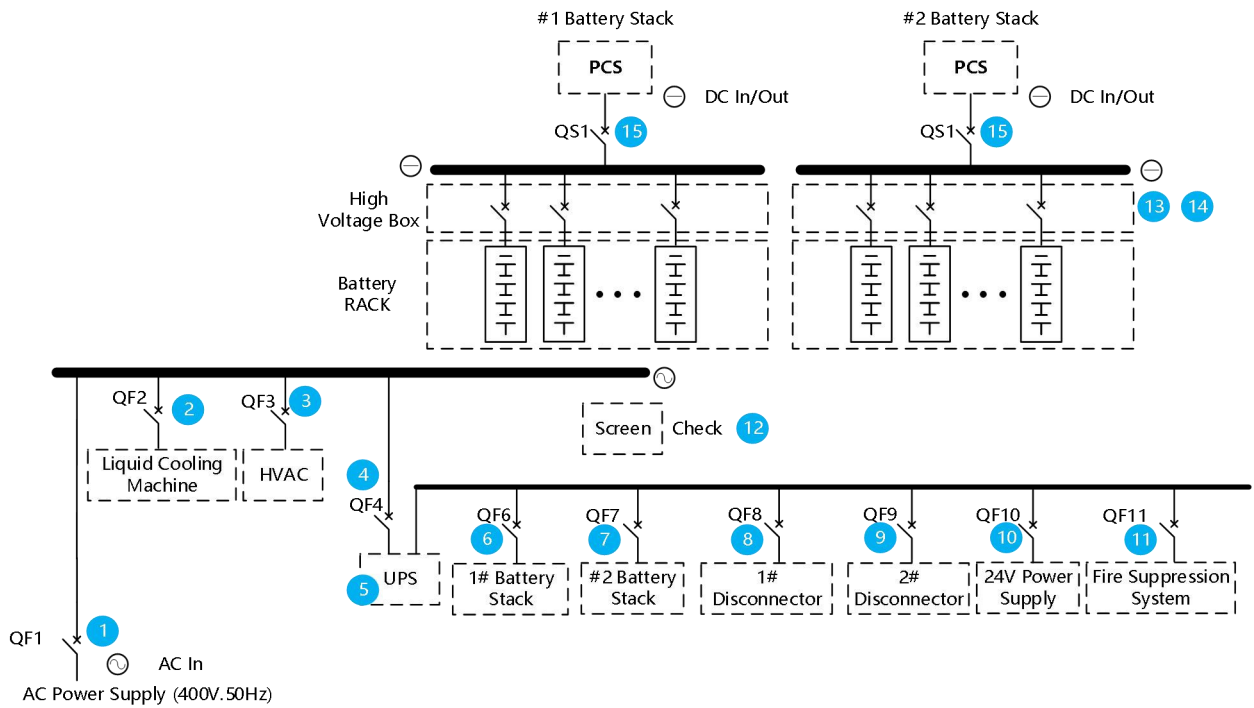 #1 Battery Stack
#2 Battery Stack
PCS
PCS
DC In/Out
DC In/Out
QS1
15
QS1
15
High
Voltage Box
13
14
Battery
RACK
QF2
2
QF3
3
Liquid Cooling
Machine
HVAC
Screen
Check
12
4
QF4
QF6
6
QF7
7
QF8
8
QF9
9
QF10
10
QF11
11
5
UPS
1# Battery
Stack
#2 Battery
Stack
1#
Disconnector
2#
Disconnector
24V Power
Supply
Fire Suppression
System
QF1
1
AC In
AC Power Supply (400V.50Hz)